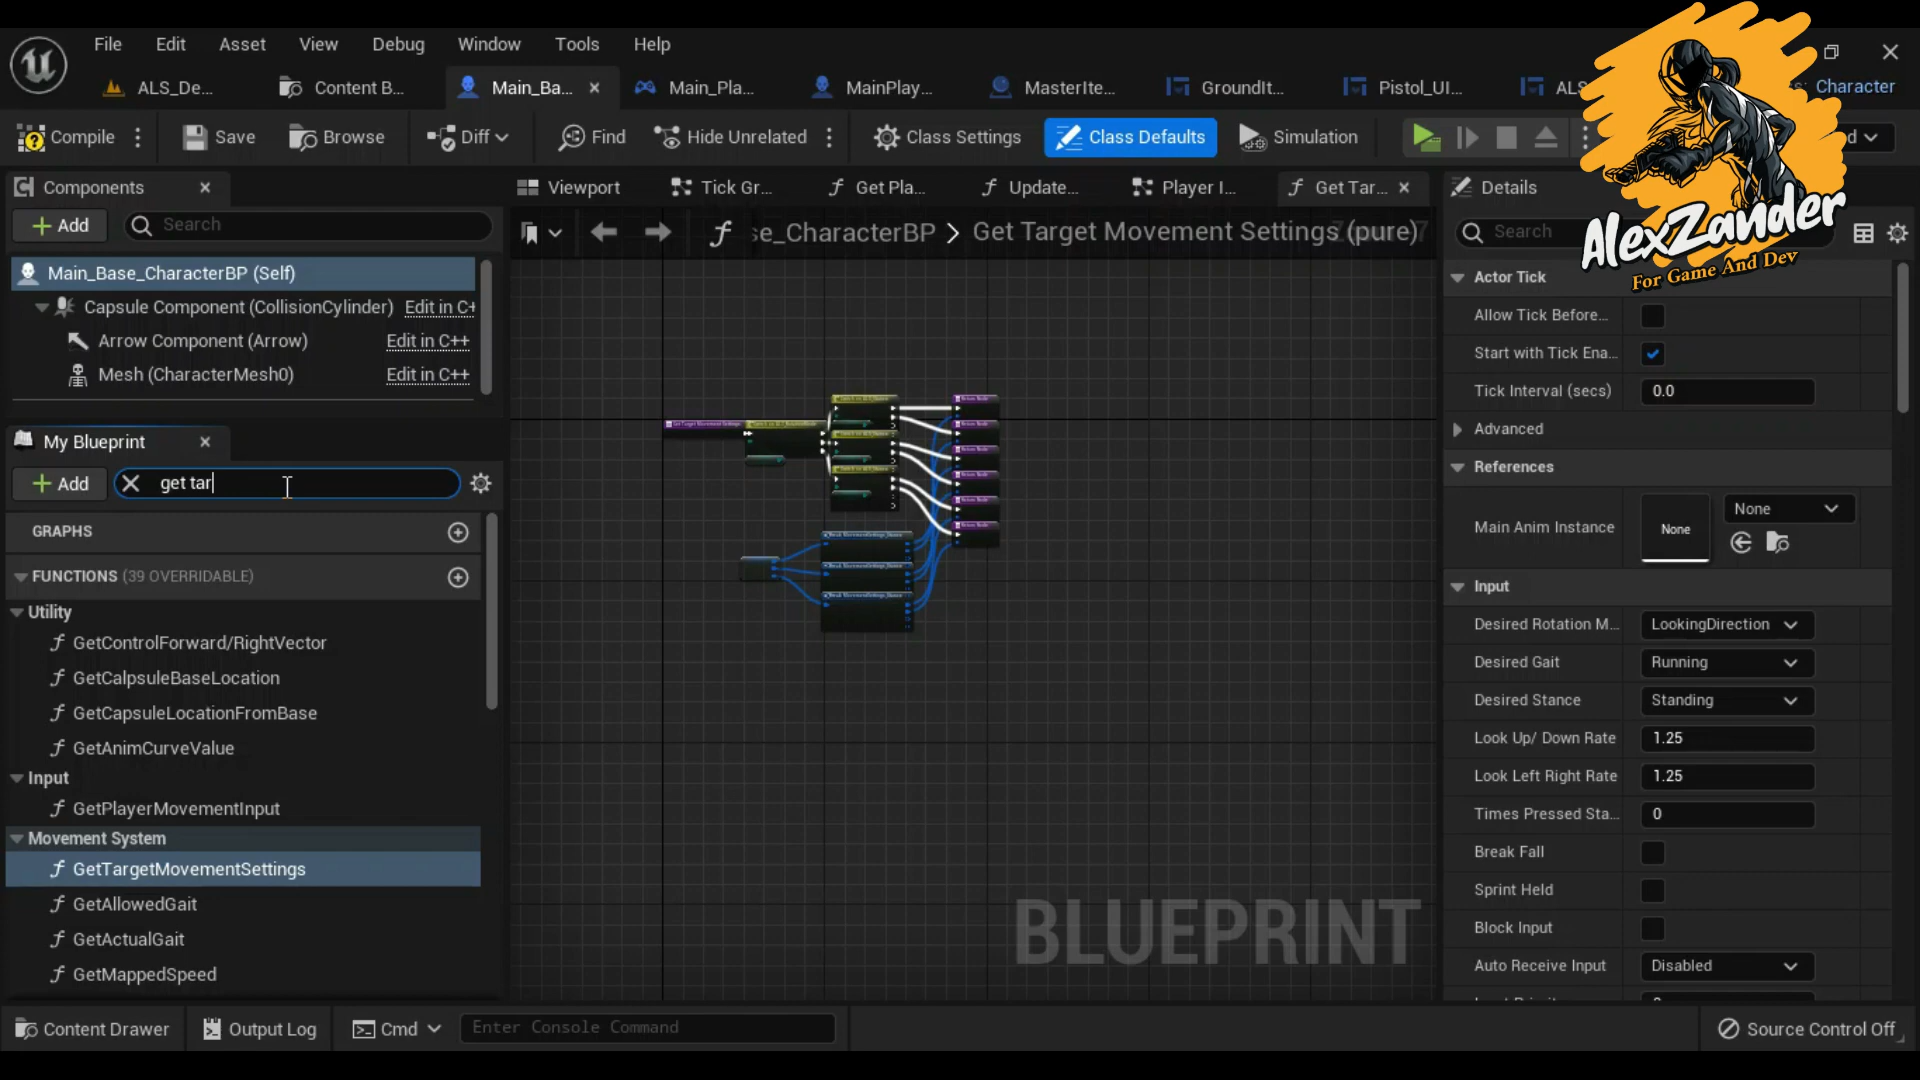 File Edit Asset View Debug Window Tools Help
ALS_De... Content B... Main_Ba... Main_Pla... MainPlay... MasterIte... GroundIt... Pistol_UI... ALS Character
Compile Save Browse Diff Find Hide Unrelated Class Settings Class Defaults Simulation
AlexZander
For Game And Dev
Components
Add Search
Main_Base_CharacterBP (Self)
Capsule Component (CollisionCylinder) Edit in C+
Arrow Component (Arrow) Edit in C++
Mesh (CharacterMesh0) Edit in C++
My Blueprint
Add get tar
GRAPHS
FUNCTIONS (39 OVERRIDABLE)
Utility
GetControlForward/RightVector
GetCalpsuleBaseLocation
GetCapsuleLocationFromBase
GetAnimCurveValue
Input
GetPlayerMovementInput
Movement System
GetTargetMovementSettings
GetAllowedGait
GetActualGait
GetMappedSpeed
Viewport Tick Gr... Get Pla... Update... Player I... Get Tar...
se_CharacterBP > Get Target Movement Settings (pure)
BLUEPRINT
Details
Search
Actor Tick
Allow Tick Before...
Start with Tick Ena...
Tick Interval (secs) 0.0
Advanced
References
Main Anim Instance None None
Input
Desired Rotation M... LookingDirection
Desired Gait Running
Desired Stance Standing
Look Up/ Down Rate 1.25
Look Left Right Rate 1.25
Times Pressed Sta... 0
Break Fall
Sprint Held
Block Input
Auto Receive Input Disabled
Content Drawer Output Log Cmd Enter Console Command Source Control Off